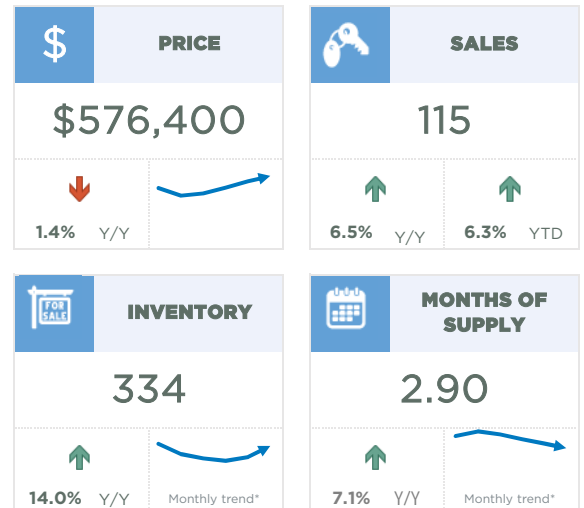 $
PRICE
$576,400
1.4% Y/Y
SALES
115
6.5% Y/Y
6.3% YTD
FOR
SALE
INVENTORY
334
14.0% Y/Y
Monthly trend*
MONTHS OF
SUPPLY
2.90
7.1% Y/Y
Monthly trend*